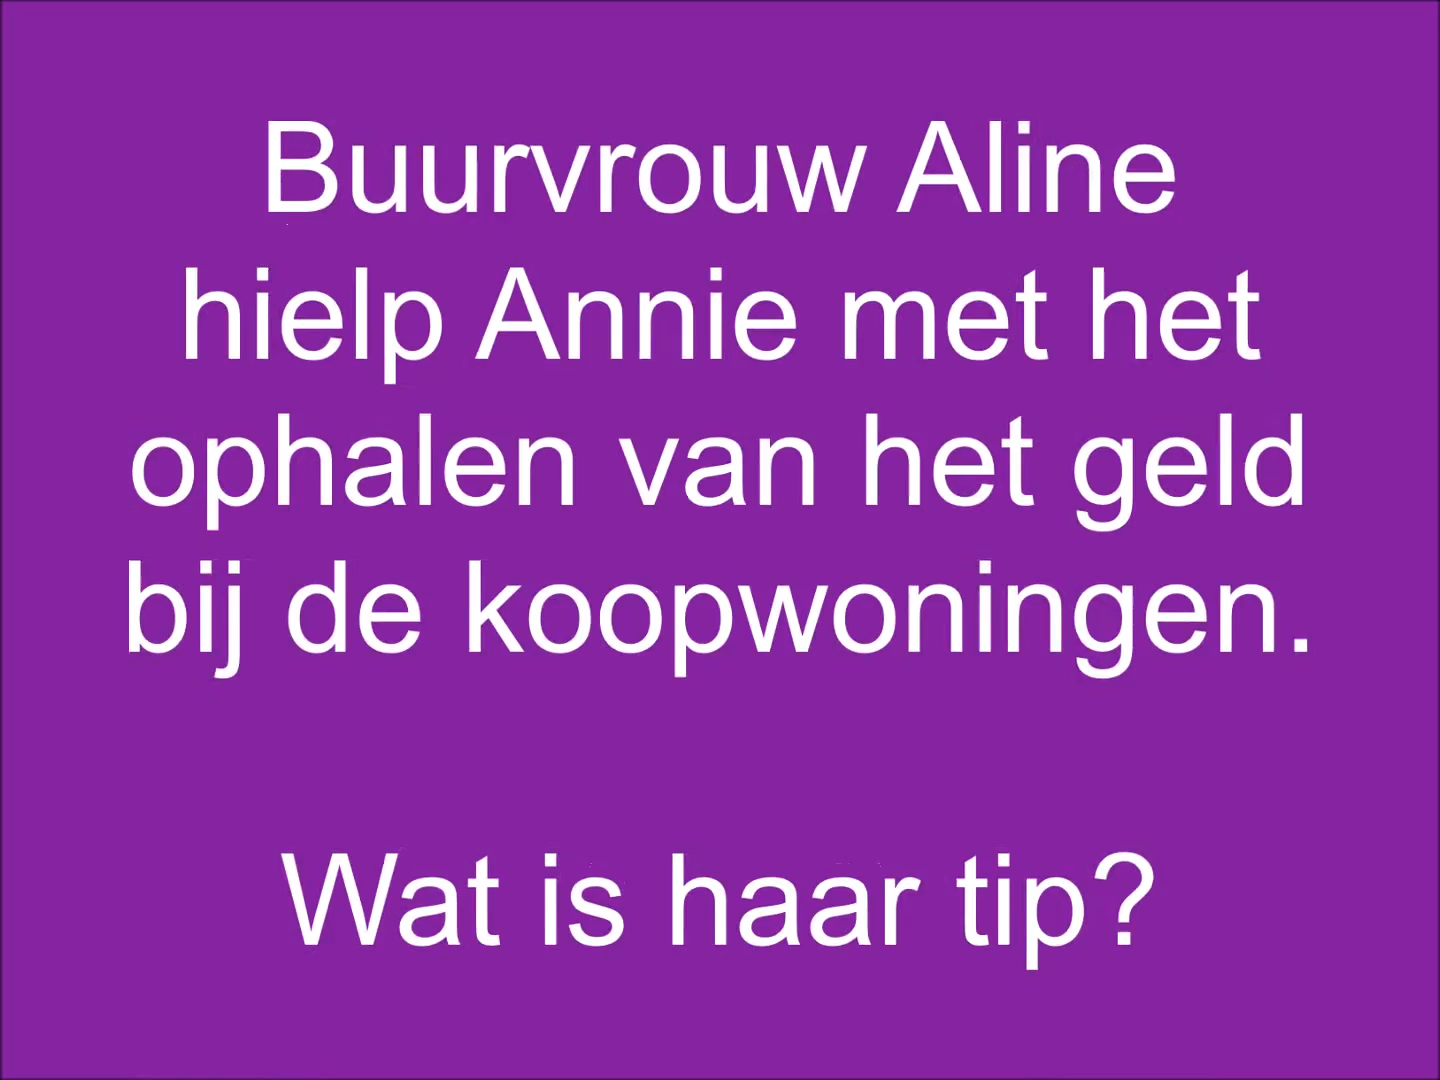 Buurvrouw Aline
hielp Annie met het
ophalen van het geld
bij de koopwoningen.
Wat is haar tip?